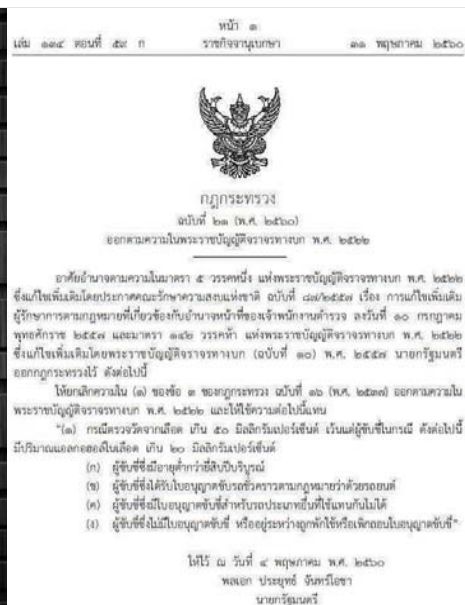 หน้า ๑
เล่ม ๑๓๔ ตอนที่ ๕๙ ก ราชกิจจานุเบกษา ๓๑ พฤษภาคม ๒๕๖๐
กฎกระทรวง
ฉบับที่ ๒๑ (พ.ศ. ๒๕๖๐)
ออกตามความในพระราชบัญญัติจราจรทางบก พ.ศ. ๒๕๒๒
อาศัยอำนาจตามความในมาตรา ๕ วรรคหนึ่ง แห่งพระราชบัญญัติจราจรทางบก พ.ศ. ๒๕๒๒
ซึ่งแก้ไขเพิ่มเติมโดยประกาศคณะรักษาความสงบแห่งชาติ ฉบับที่ ๘๗/๒๕๕๗ เรื่อง การแก้ไขเพิ่มเติม
ผู้รักษาการตามกฎหมายที่เกี่ยวข้องกับอำนาจหน้าที่ของเจ้าพนักงานตำรวจ ลงวันที่ ๑๐ กรกฎาคม
พุทธศักราช ๒๕๕๗ และมาตรา ๑๔๒ วรรคห้า แห่งพระราชบัญญัติจราจรทางบก พ.ศ. ๒๕๒๒
ซึ่งแก้ไขเพิ่มเติมโดยพระราชบัญญัติจราจรทางบก (ฉบับที่ ๑๐) พ.ศ. ๒๕๕๗ นายกรัฐมนตรี
ออกกฎกระทรวงไว้ ดังต่อไปนี้
ให้ยกเลิกความใน (๑) ของข้อ ๓ ของกฎกระทรวง ฉบับที่ ๑๖ (พ.ศ. ๒๕๓๗) ออกตามความใน
พระราชบัญญัติจราจรทางบก พ.ศ. ๒๕๒๒ และให้ใช้ความต่อไปนี้แทน
"(๑) กรณีตรวจวัดจากเลือด เกิน ๕๐ มิลลิกรัมเปอร์เซ็นต์ เว้นแต่ผู้ขับขี่ในกรณี ดังต่อไปนี้
มีปริมาณแอลกอฮอล์ในเลือด เกิน ๒๐ มิลลิกรัมเปอร์เซ็นต์
(ก) ผู้ขับขี่ซึ่งมีอายุต่ำกว่ายี่สิบปีบริบูรณ์
(ข) ผู้ขับขี่ซึ่งได้รับใบอนุญาตขับรถชั่วคราวตามกฎหมายว่าด้วยรถยนต์
(ค) ผู้ขับขี่ซึ่งมีใบอนุญาตขับขี่สำหรับรถประเภทอื่นที่ใช้แทนกันไม่ได้
(ง) ผู้ขับขี่ซึ่งไม่มีใบอนุญาตขับขี่ หรืออยู่ระหว่างถูกพักใช้หรือเพิกถอนใบอนุญาตขับขี่"
ให้ไว้ ณ วันที่ ๔ พฤษภาคม พ.ศ. ๒๕๖๐
พลเอก ประยุทธ์ จันทร์โอชา
นายกรัฐมนตรี